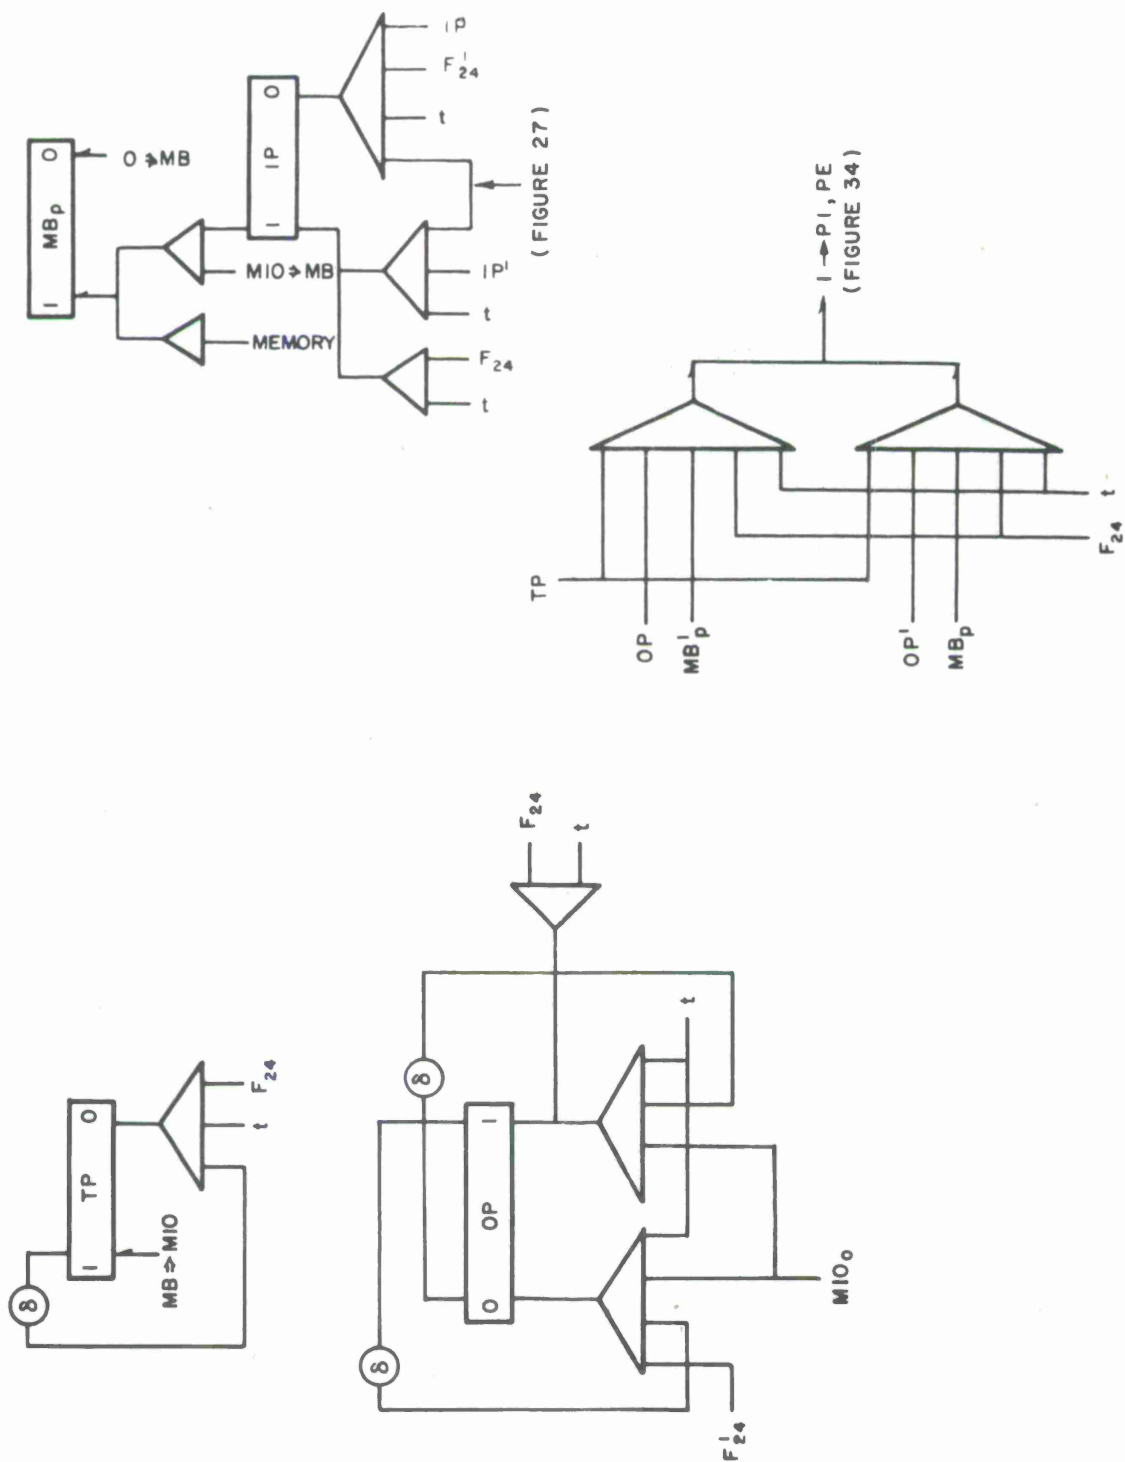 1 MBp 0
0 ⇒ MB
MEMORY
MIO ⇒ MB
1 IP 0
t
F24
t
IP'
t
F'24
IP
(FIGURE 27)
TP
OP
MB'p
OP'
MBp
F24
t
1 → PI, PE
(FIGURE 34)
δ
1 TP 0
MB ⇒ MIO
t
F24
δ
δ
0 OP 1
F24
t
t
F'24
MIO0